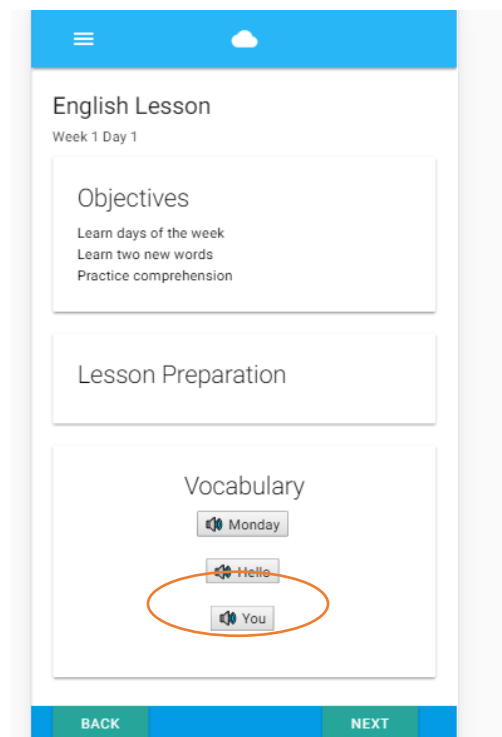 English Lesson
Week 1 Day 1
Objectives
Learn days of the week
Learn two new words
Practice comprehension
Lesson Preparation
Vocabulary
Monday
Hello
You
BACK
NEXT